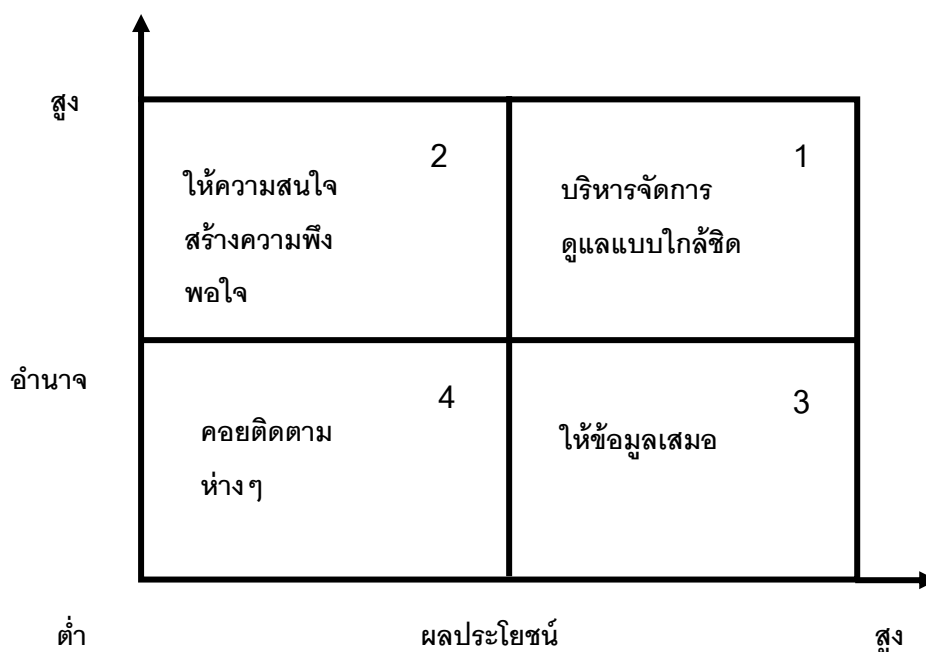 สูง
2
ให้ความสนใจ
สร้างความพึง
พอใจ
1
บริหารจัดการ
ดูแลแบบใกล้ชิด
อำนาจ
4
คอยติดตาม
ห่างๆ
3
ให้ข้อมูลเสมอ
ต่ำ
ผลประโยชน์
สูง